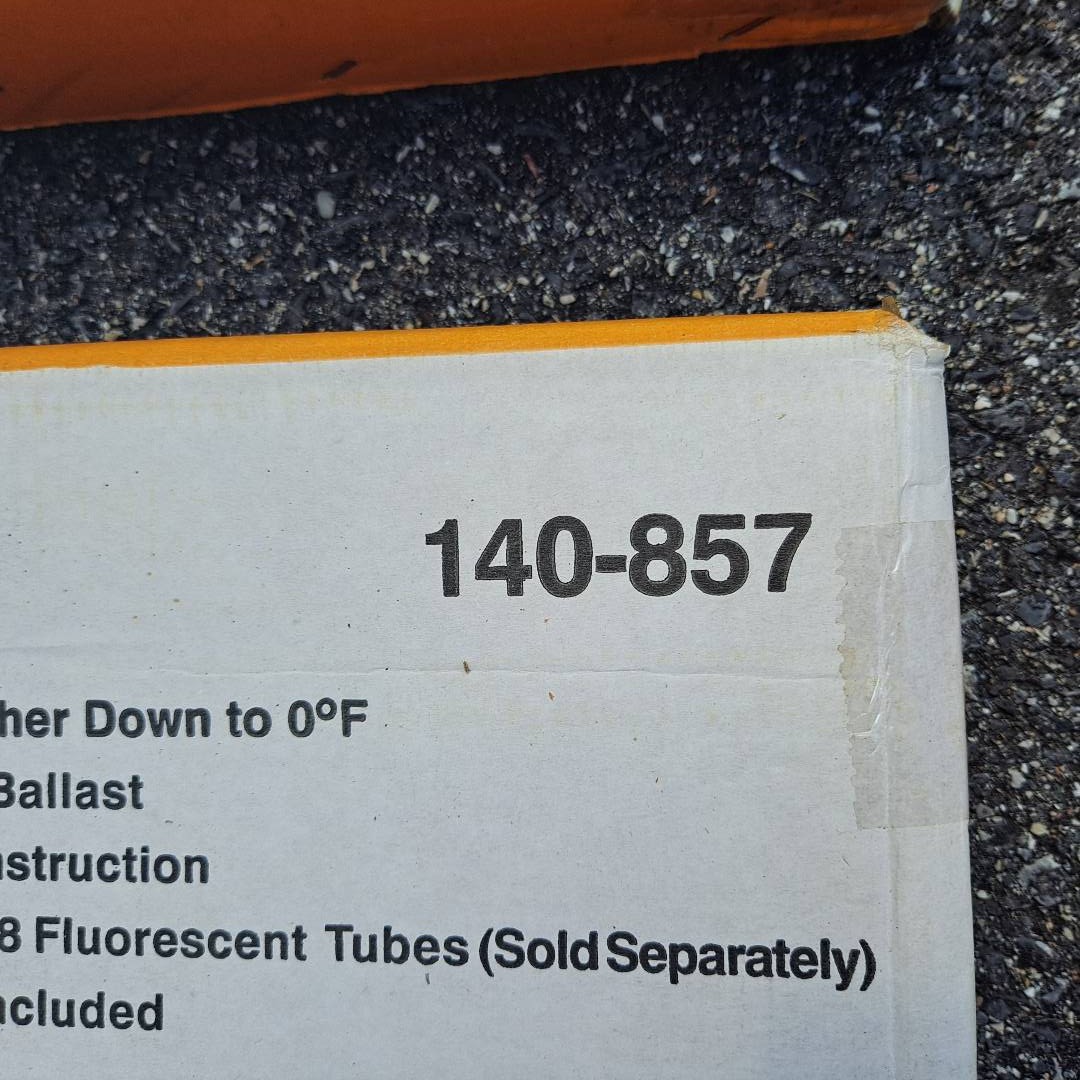 140-857
her Down to 0°F
Ballast
nstruction
8 Fluorescent Tubes (Sold Separately)
ncluded